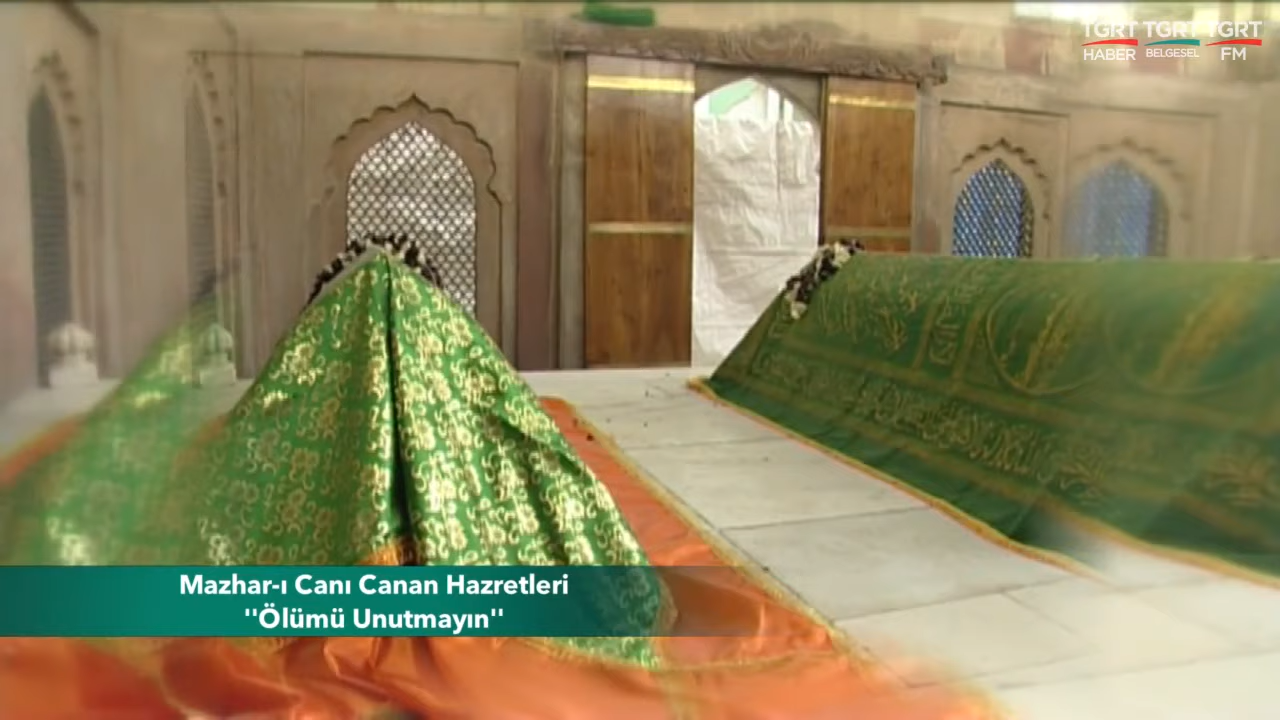 TGRT TGRT TGRT
HABER BELGESEL FM
Mazhar-ı Canı Canan Hazretleri
''Ölümü Unutmayın''